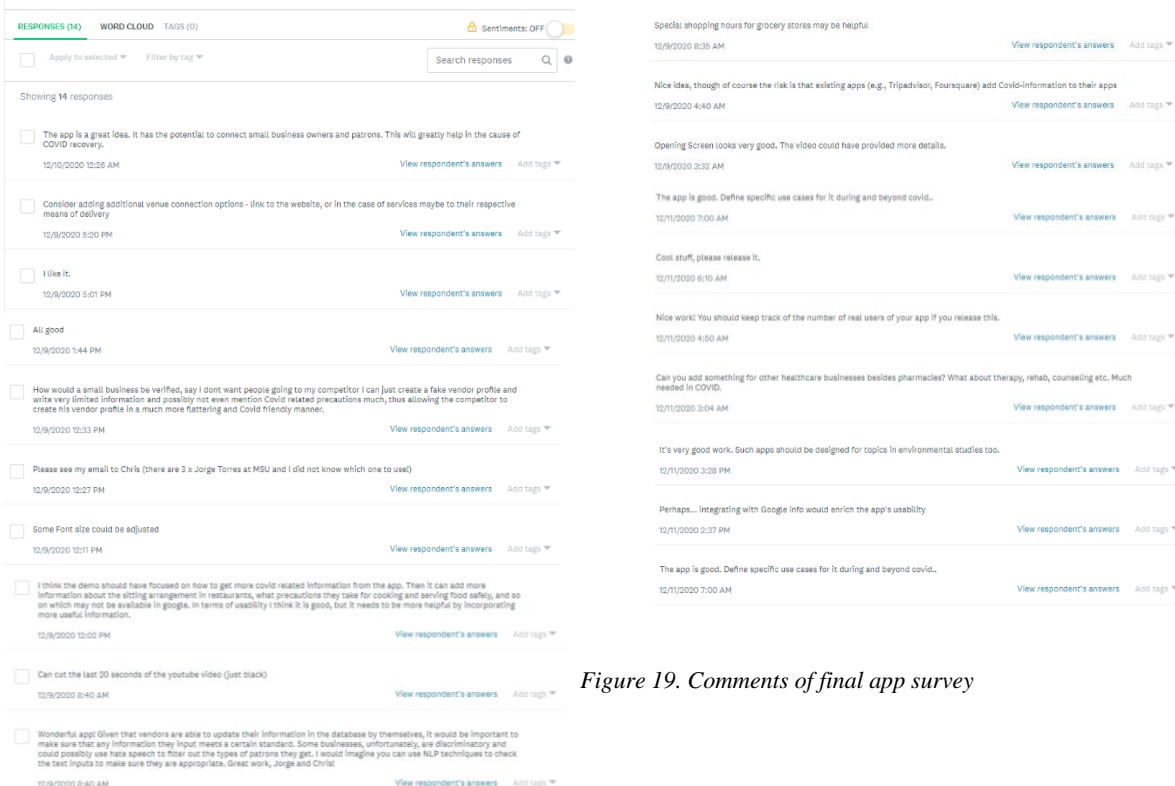 RESPONSES (14) WORD CLOUD TAGS (0) Sentiments: OFF
Apply to selected Filter by tag Search responses
Showing 14 responses
The app is a great idea. It has the potential to connect small business owners and patrons. This will greatly help in the cause of
COVID recovery.
12/10/2020 12:26 AM View respondent's answers Add tags
Consider adding additional venue connection options - link to the website, or in the case of services maybe to their respective
means of delivery
12/9/2020 5:20 PM View respondent's answers Add tags
I like it.
12/9/2020 5:01 PM View respondent's answers Add tags
All good
12/9/2020 1:44 PM View respondent's answers Add tags
How would a small business be verified, say I dont want people going to my competitor I can just create a fake vendor profile and
write very limited information and possibly not even mention Covid related precautions much, thus allowing the competitor to
create his vendor profile in a much more flattering and Covid friendly manner.
12/9/2020 12:33 PM View respondent's answers Add tags
Please see my email to Chris (there are 3 x Jorge Torres at MSU and I did not know which one to use!)
12/9/2020 12:27 PM View respondent's answers Add tags
Some Font size could be adjusted
12/9/2020 12:11 PM View respondent's answers Add tags
I think the demo should have focused on how to get more covid related information from the app. Then it can add more
information about the sitting arrangement in restaurants, what precautions they take for cooking and serving food safely, and so
on which may not be available in google. In terms of usability I think it is good, but it needs to be more helpful by incorporating
more useful information.
12/9/2020 12:02 PM View respondent's answers Add tags
Can cut the last 20 seconds of the youtube video (just black)
12/9/2020 8:40 AM View respondent's answers Add tags
Wonderful app! Given that vendors are able to update their information in the database by themselves, it would be important to
make sure that any information they input meets a certain standard. Some businesses, unfortunately, are discriminatory and
could possibly use hate speech to filter out the types of patrons they get. I would imagine you can use NLP techniques to check
the text inputs to make sure they are appropriate. Great work, Jorge and Chris!
12/9/2020 8:40 AM View respondent's answers Add tags
Special shopping hours for grocery stores may be helpful
12/9/2020 8:35 AM View respondent's answers Add tags
Nice idea, though of course the risk is that existing apps (e.g., Tripadvisor, Foursquare) add Covid-information to their apps
12/9/2020 4:40 AM View respondent's answers Add tags
Opening Screen looks very good. The video could have provided more details.
12/9/2020 3:32 AM View respondent's answers Add tags
The app is good. Define specific use cases for it during and beyond covid..
12/11/2020 7:00 AM View respondent's answers Add tags
Cool stuff, please release it.
12/11/2020 6:10 AM View respondent's answers Add tags
Nice work! You should keep track of the number of real users of your app if you release this.
12/11/2020 4:50 AM View respondent's answers Add tags
Can you add something for other healthcare businesses besides pharmacies? What about therapy, rehab, counseling etc. Much
needed in COVID.
12/11/2020 3:04 AM View respondent's answers Add tags
It's very good work. Such apps should be designed for topics in environmental studies too.
12/11/2020 3:28 PM View respondent's answers Add tags
Perhaps... integrating with Google info would enrich the app's usability
12/11/2020 2:37 PM View respondent's answers Add tags
The app is good. Define specific use cases for it during and beyond covid..
12/11/2020 7:00 AM View respondent's answers Add tags
Figure 19. Comments of final app survey